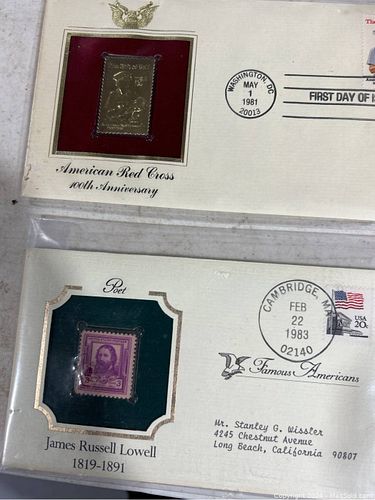 American Red Cross
100th Anniversary
WASHINGTON, DC
MAY
1
1981
20013
FIRST DAY OF
Poet
James Russell Lowell
1819-1891
3
CAMBRIDGE, MA
FEB
22
1983
02140
USA
20c
Famous Americans
Mr. Stanley G. Wissler
4245 Chestnut Avenue
Long Beach, California 90807